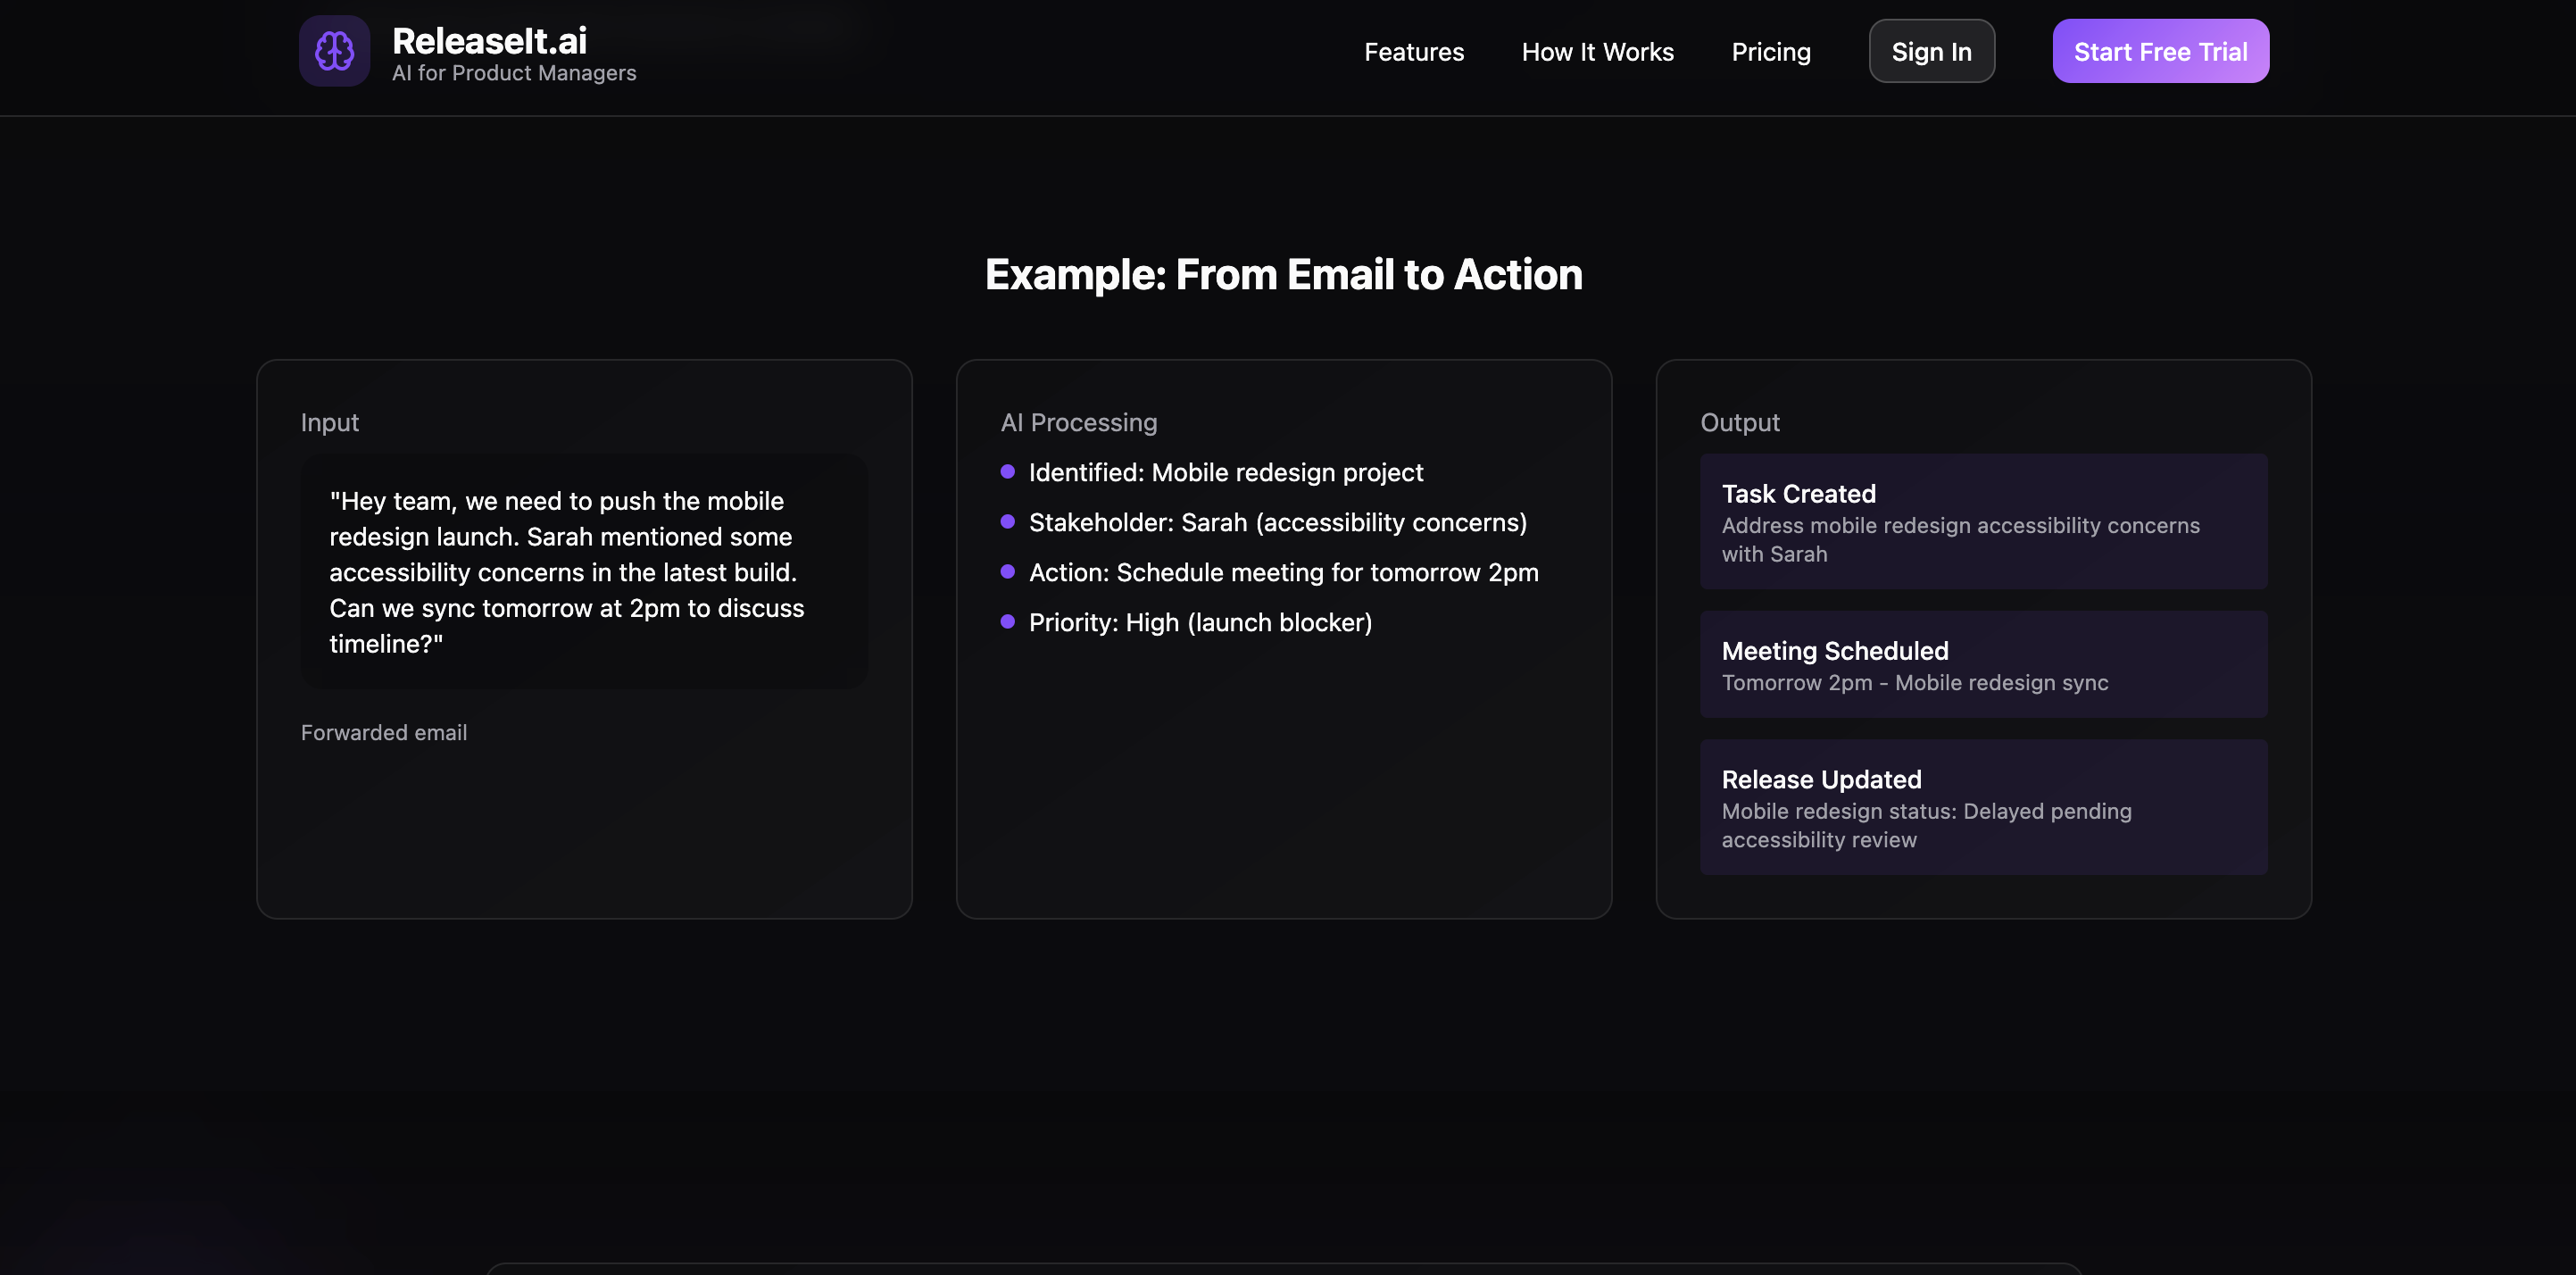 ReleaseIt.ai
AI for Product Managers
Features
How It Works
Pricing
Sign In
Start Free Trial
Example: From Email to Action
Input
"Hey team, we need to push the mobile
redesign launch. Sarah mentioned some
accessibility concerns in the latest build.
Can we sync tomorrow at 2pm to discuss
timeline?"
Forwarded email
AI Processing
Identified: Mobile redesign project
Stakeholder: Sarah (accessibility concerns)
Action: Schedule meeting for tomorrow 2pm
Priority: High (launch blocker)
Output
Task Created
Address mobile redesign accessibility concerns
with Sarah
Meeting Scheduled
Tomorrow 2pm - Mobile redesign sync
Release Updated
Mobile redesign status: Delayed pending
accessibility review